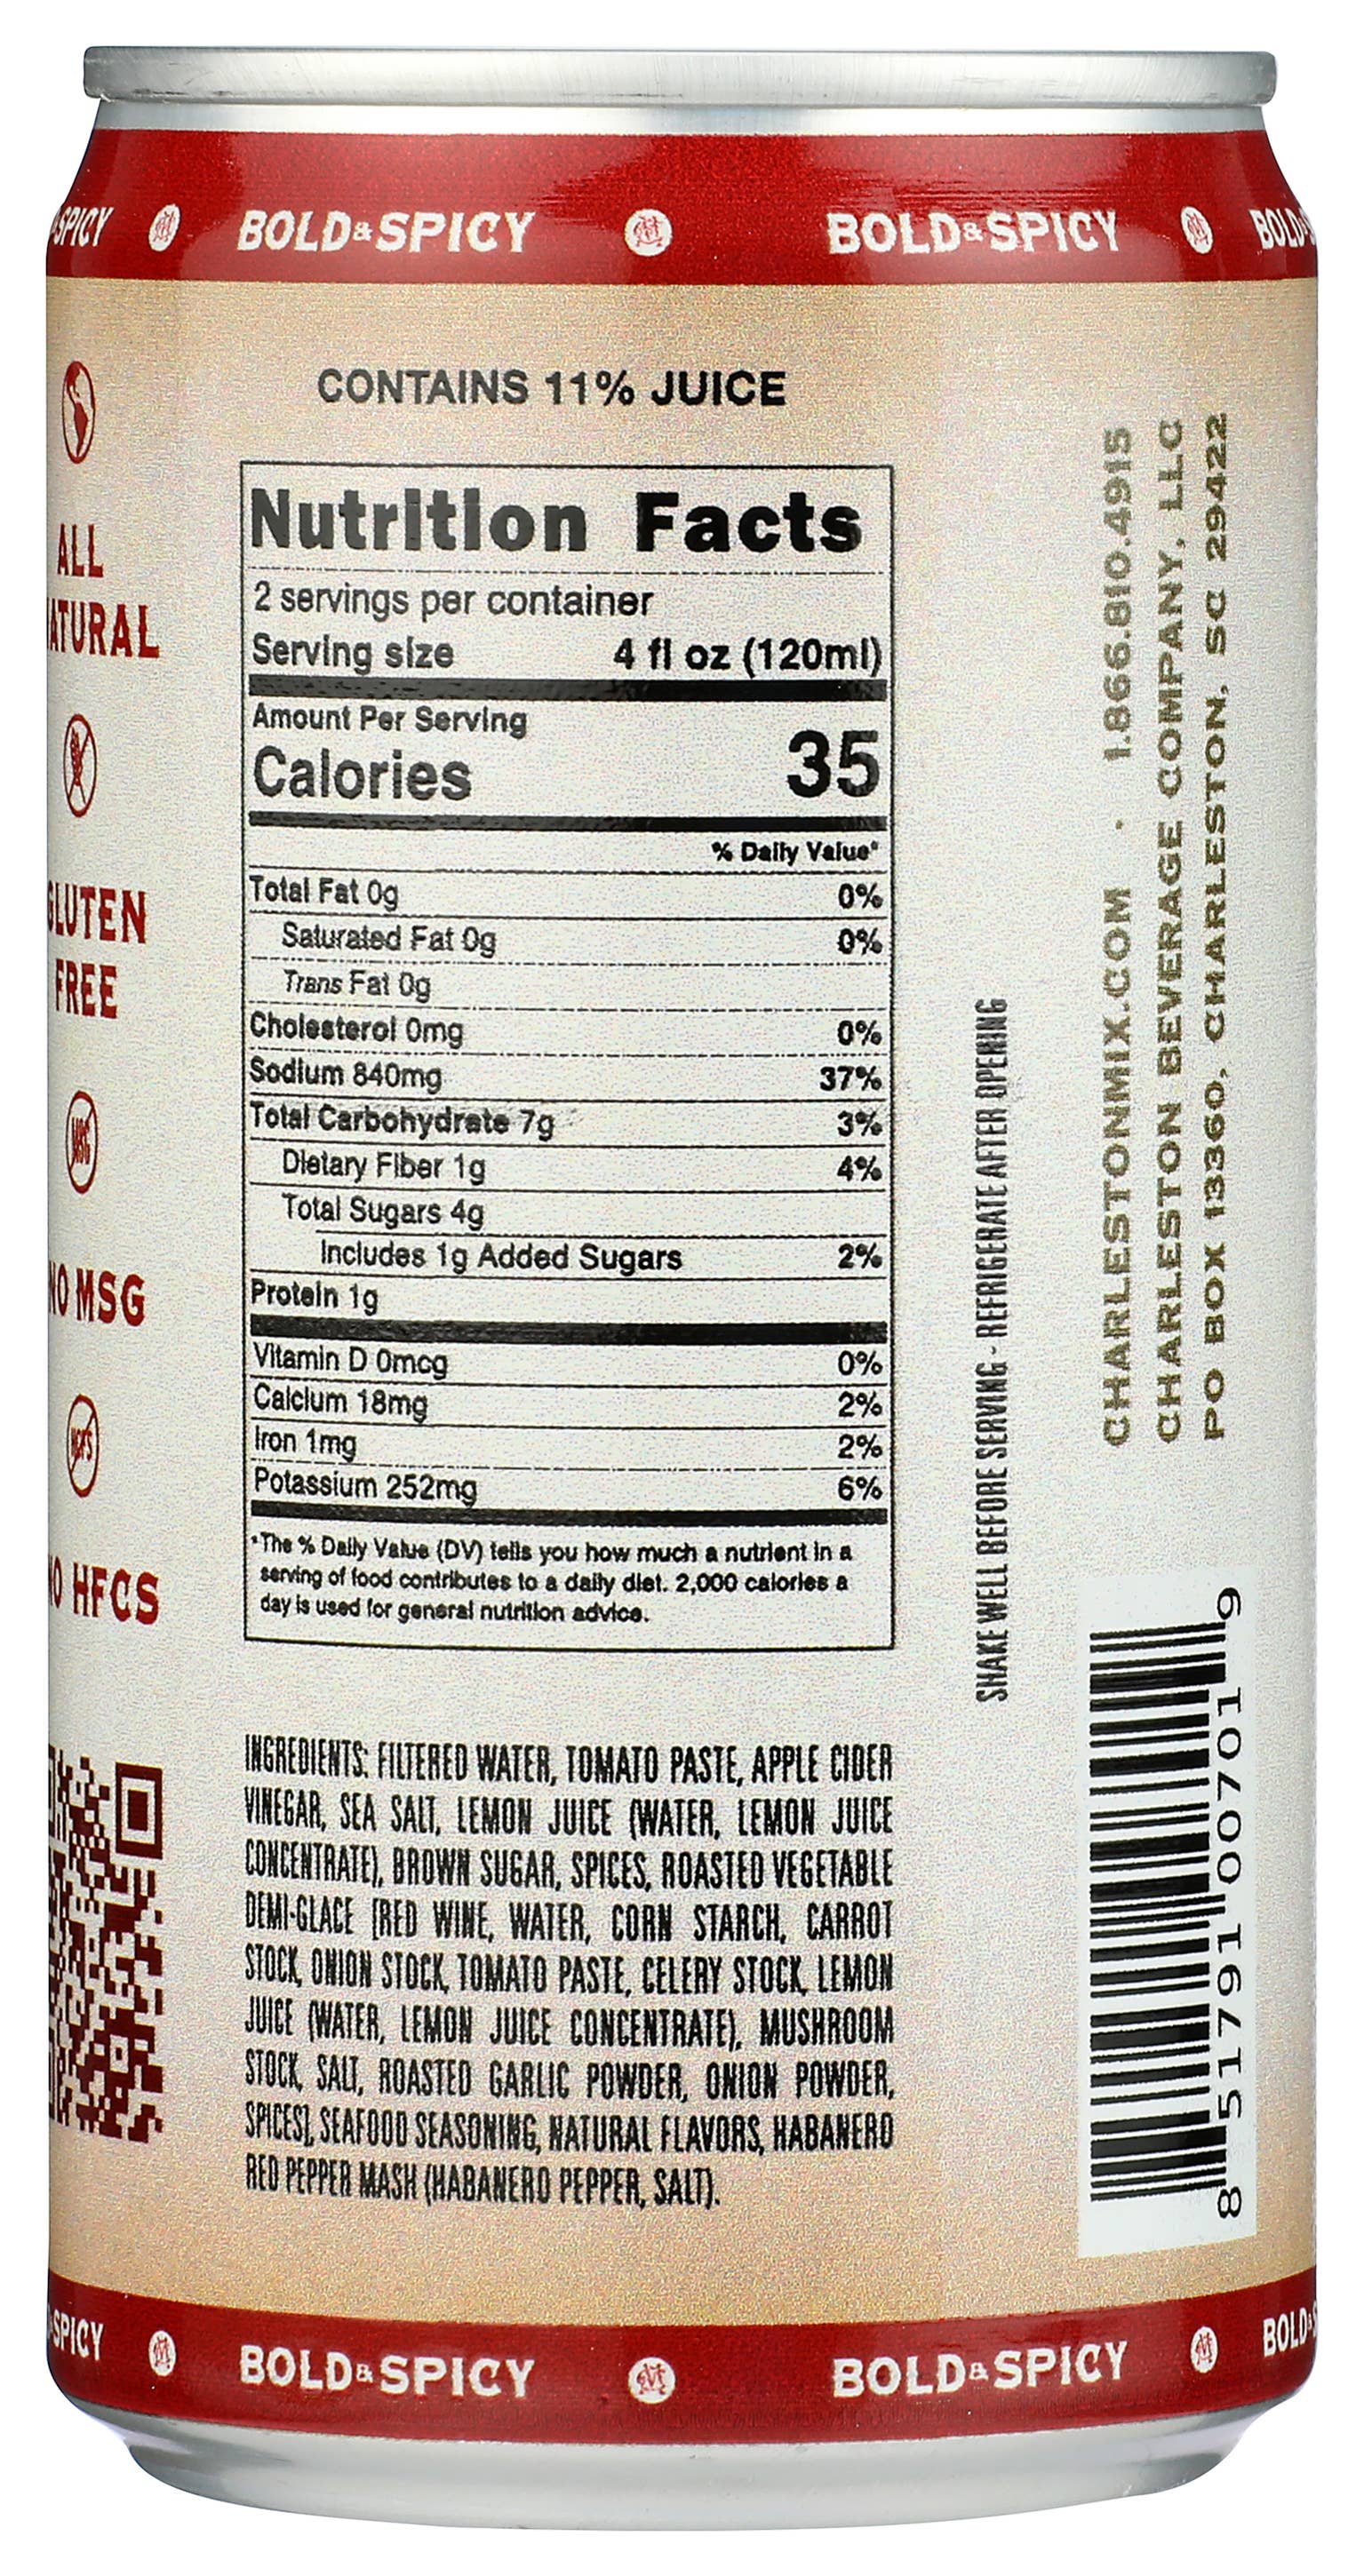 SPICY BOLD&SPICY BOLD&SPICY BOLD&
CONTAINS 11% JUICE
ALL
NATURAL
GLUTEN
FREE
MSG
NO MSG
HFCS
NO HFCS
Nutrition Facts
2 servings per container
Serving size 4 fl oz (120ml)
Amount Per Serving
Calories 35
% Daily Value*
Total Fat 0g 0%
Saturated Fat 0g 0%
Trans Fat 0g
Cholesterol 0mg 0%
Sodium 840mg 37%
Total Carbohydrate 7g 3%
Dietary Fiber 1g 4%
Total Sugars 4g
Includes 1g Added Sugars 2%
Protein 1g
Vitamin D 0mcg 0%
Calcium 18mg 2%
Iron 1mg 2%
Potassium 252mg 6%
*The % Daily Value (DV) tells you how much a nutrient in a
serving of food contributes to a daily diet. 2,000 calories a
day is used for general nutrition advice.
INGREDIENTS: FILTERED WATER, TOMATO PASTE, APPLE CIDER
VINEGAR, SEA SALT, LEMON JUICE (WATER, LEMON JUICE
CONCENTRATE), BROWN SUGAR, SPICES, ROASTED VEGETABLE
DEMI-GLACE [RED WINE, WATER, CORN STARCH, CARROT
STOCK, ONION STOCK, TOMATO PASTE, CELERY STOCK, LEMON
JUICE (WATER, LEMON JUICE CONCENTRATE), MUSHROOM
STOCK, SALT, ROASTED GARLIC POWDER, ONION POWDER,
SPICES], SEAFOOD SEASONING, NATURAL FLAVORS, HABANERO
RED PEPPER MASH (HABANERO PEPPER, SALT).
SHAKE WELL BEFORE SERVING - REFRIGERATE AFTER OPENING
CHARLESTONMIX.COM · 1.866.810.4915
CHARLESTON BEVERAGE COMPANY, LLC
PO BOX 13360, CHARLESTON, SC 29422
8 51791 00701 9
SPICY BOLD&SPICY BOLD&SPICY BOLD&